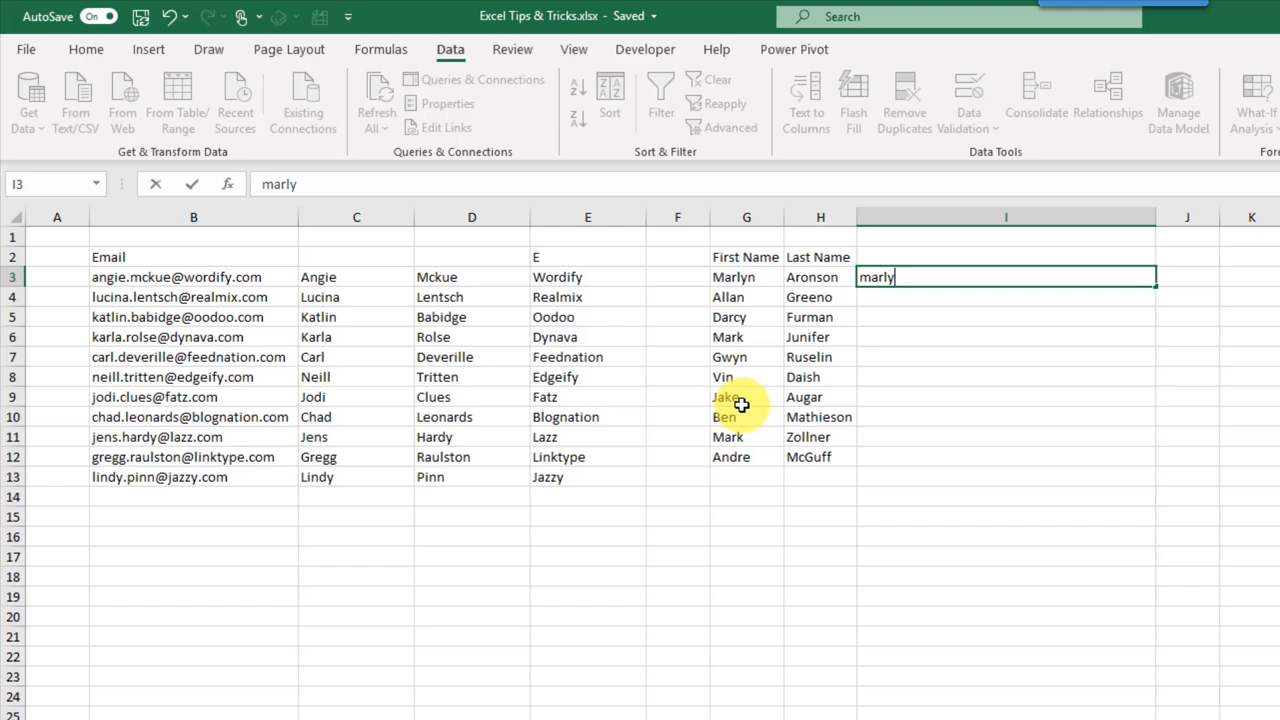 AutoSave On Excel Tips & Tricks.xlsx - Saved Search
File Home Insert Draw Page Layout Formulas Data Review View Developer Help Power Pivot
Get Data From Text/CSV From Web From Table/ Range Recent Sources Existing Connections Refresh All Queries & Connections Properties Edit Links Sort Filter Clear Reapply Advanced Text to Columns Flash Fill Remove Duplicates Data Validation Consolidate Relationships Manage Data Model What-If Analysis
Get & Transform Data Queries & Connections Sort & Filter Data Tools Fore
I3 fx marly
A B C D E F G H I J K
1
2 Email E First Name Last Name
3 angie.mckue@wordify.com Angie Mckue Wordify Marlyn Aronson marly
4 lucina.lentsch@realmix.com Lucina Lentsch Realmix Allan Greeno
5 katlin.babidge@oodoo.com Katlin Babidge Oodoo Darcy Furman
6 karla.rolse@dynava.com Karla Rolse Dynava Mark Junifer
7 carl.deverille@feednation.com Carl Deverille Feednation Gwyn Ruselin
8 neill.tritten@edgeify.com Neill Tritten Edgeify Vin Daish
9 jodi.clues@fatz.com Jodi Clues Fatz Jake Augar
10 chad.leonards@blognation.com Chad Leonards Blognation Ben Mathieson
11 jens.hardy@lazz.com Jens Hardy Lazz Mark Zollner
12 gregg.raulston@linktype.com Gregg Raulston Linktype Andre McGuff
13 lindy.pinn@jazzy.com Lindy Pinn Jazzy
14
15
16
17
18
19
20
21
22
23
24
25